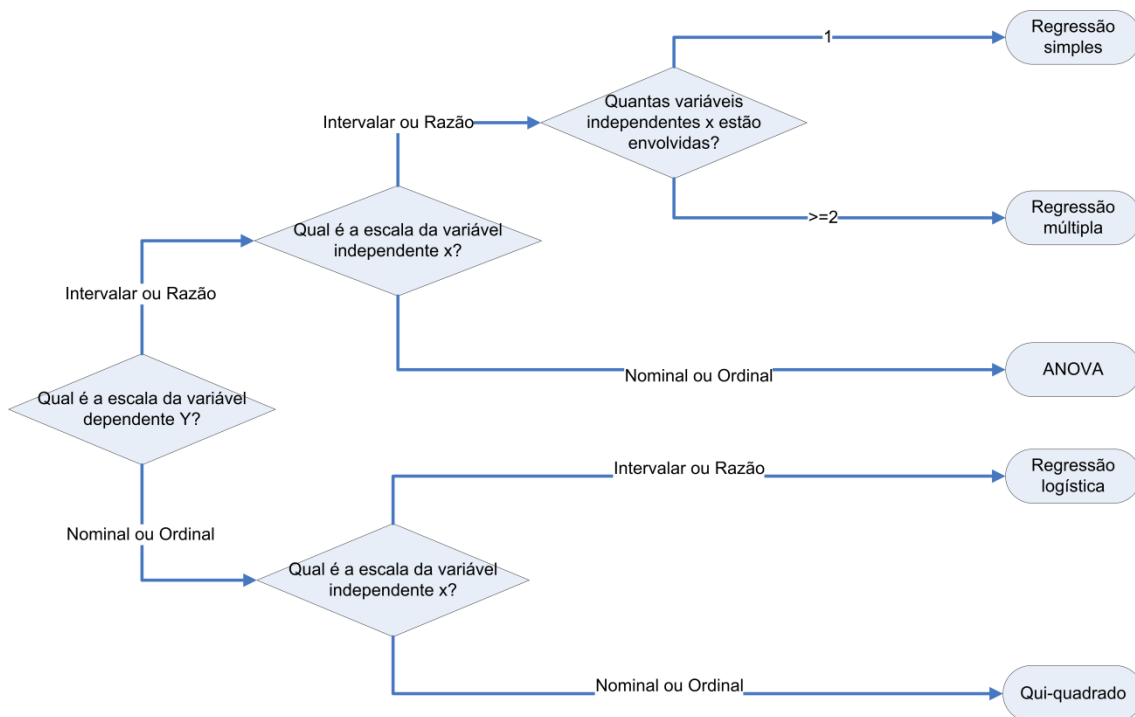 1
Regressão
simples
Quantas variáveis
independentes x estão
envolvidas?
Intervalar ou Razão
>=2
Regressão
múltipla
Qual é a escala da variável
independente x?
Intervalar ou Razão
Nominal ou Ordinal
ANOVA
Qual é a escala da variável
dependente Y?
Intervalar ou Razão
Regressão
logística
Nominal ou Ordinal
Qual é a escala da variável
independente x?
Nominal ou Ordinal
Qui-quadrado